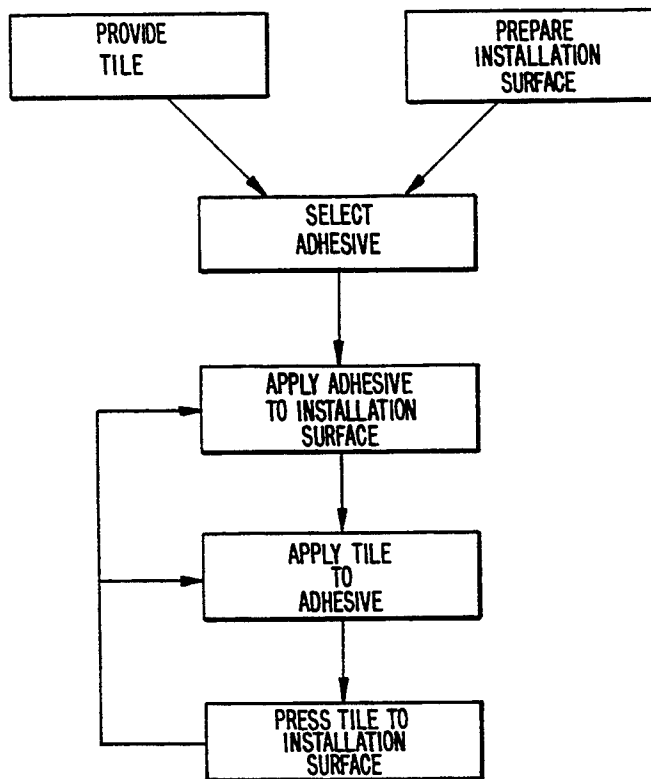 PROVIDE
TILE
PREPARE
INSTALLATION
SURFACE
SELECT
ADHESIVE
APPLY ADHESIVE
TO INSTALLATION
SURFACE
APPLY TILE
TO
ADHESIVE
PRESS TILE TO
INSTALLATION
SURFACE